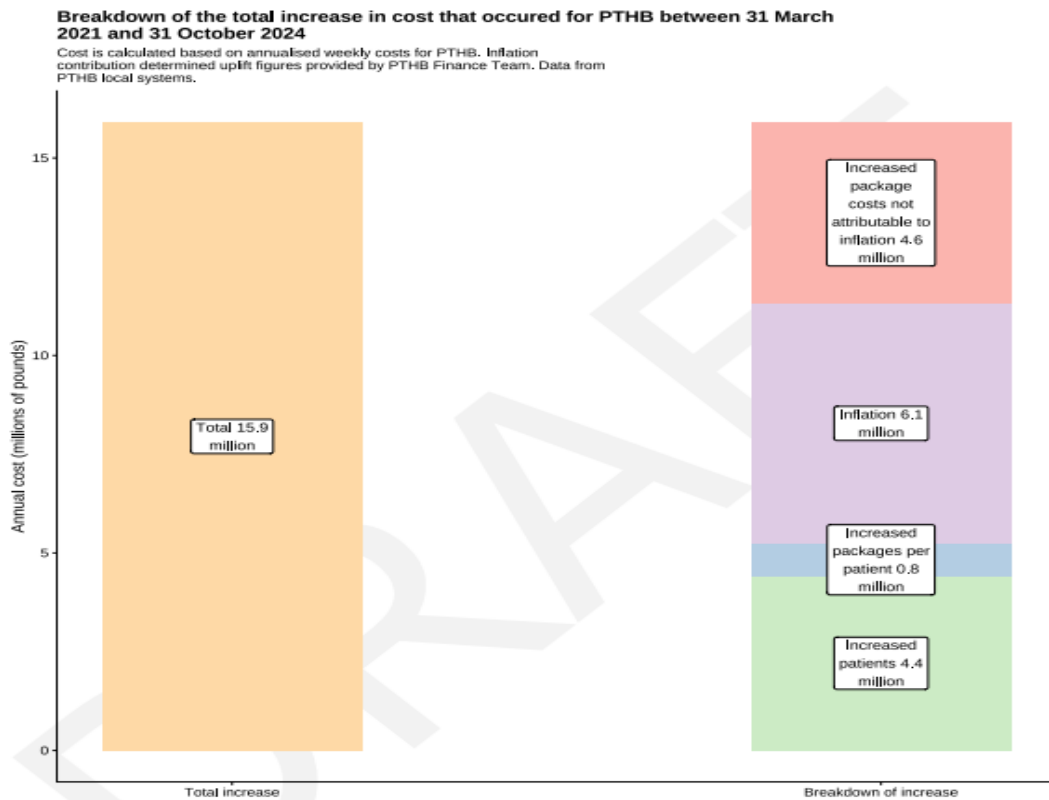 Breakdown of the total increase in cost that occured for PTHB between 31 March
2021 and 31 October 2024
Cost is calculated based on annualised weekly costs for PTHB. Inflation
contribution determined uplift figures provided by PTHB Finance Team. Data from
PTHB local systems.
Annual cost (millions of pounds)
15
10
5
0
Total 15.9
million
Increased
package
costs not
attributable to
inflation 4.6
million
Inflation 6.1
million
Increased
packages per
patient 0.8
million
Increased
patients 4.4
million
Total increase
Breakdown of increase
DRAFT